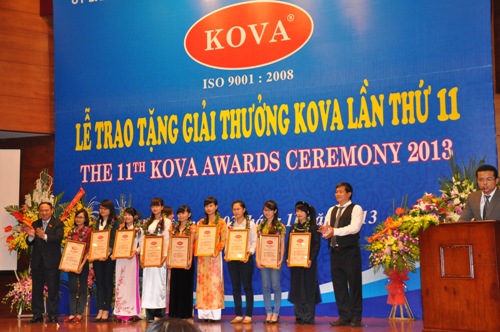 KOVA
®
ISO 9001 : 2008
LỄ TRAO TẶNG GIẢI THƯỞNG KOVA LẦN THỨ 11
THE 11TH KOVA AWARDS CEREMONY 2013